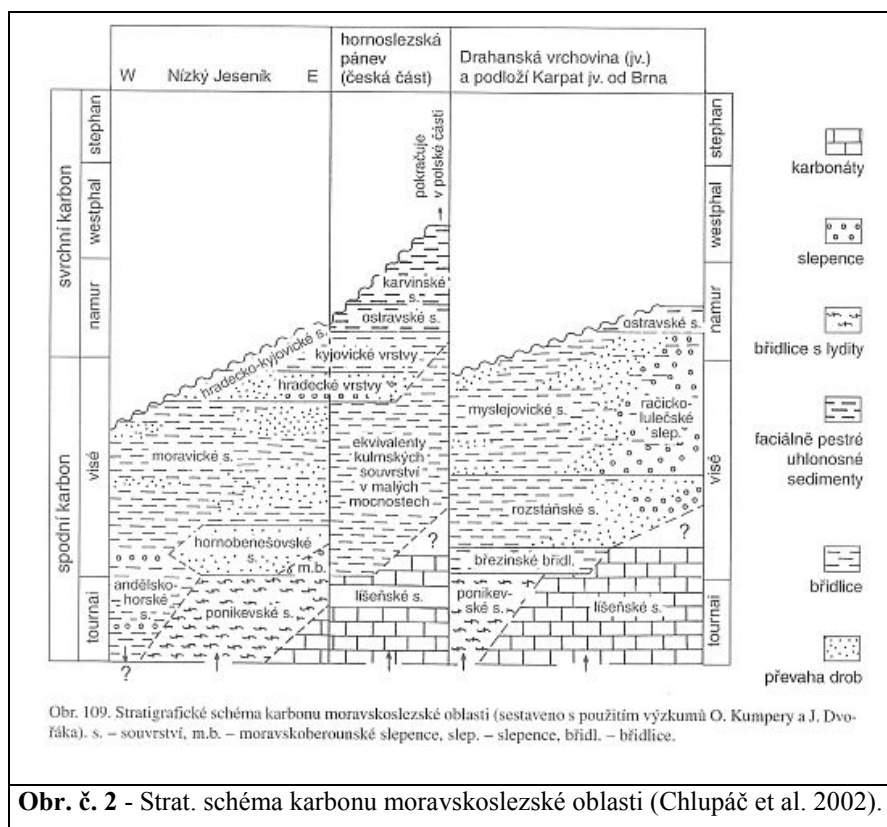 W Nízký Jeseník E
hornoslezská
pánev
(česká část)
Drahanská vrchovina (jv.)
a podloží Karpat jv. od Brna
svrchní karbon
spodní karbon
stephan
westphal
namur
visé
tournai
pokračuje
v polské části
karvinské
s.
ostravské s.
kyjovické vrstvy
hradecké vrstvy
hradecko-kyjovické s.
moravické s.
hornobenešovské
s.
m.b.
andělsko-
horské
s.
ponikevské s.
?
ekvivalenty
kulmských
souvrství
v malých
mocnostech
?
líšeňské s.
ostravské s.
myslejovické s.
račicko-
lulečské
slep.
rozstáňské s.
?
březinské břidl.
ponikev-
ské s.
líšeňské s.
stephan
westphal
namur
visé
tournai
karbonáty
slepence
břidlice s lydity
faciálně pestré
uhlonosné
sedimenty
břidlice
převaha drob
Obr. 109. Stratigrafické schéma karbonu moravskoslezské oblasti (sestaveno s použitím výzkumů O. Kumpery a J. Dvo-
řáka). s. – souvrství, m.b. – moravskoberounské slepence, slep. – slepence, břidl. – břidlice.
Obr. č. 2 - Strat. schéma karbonu moravskoslezské oblasti (Chlupáč et al. 2002).